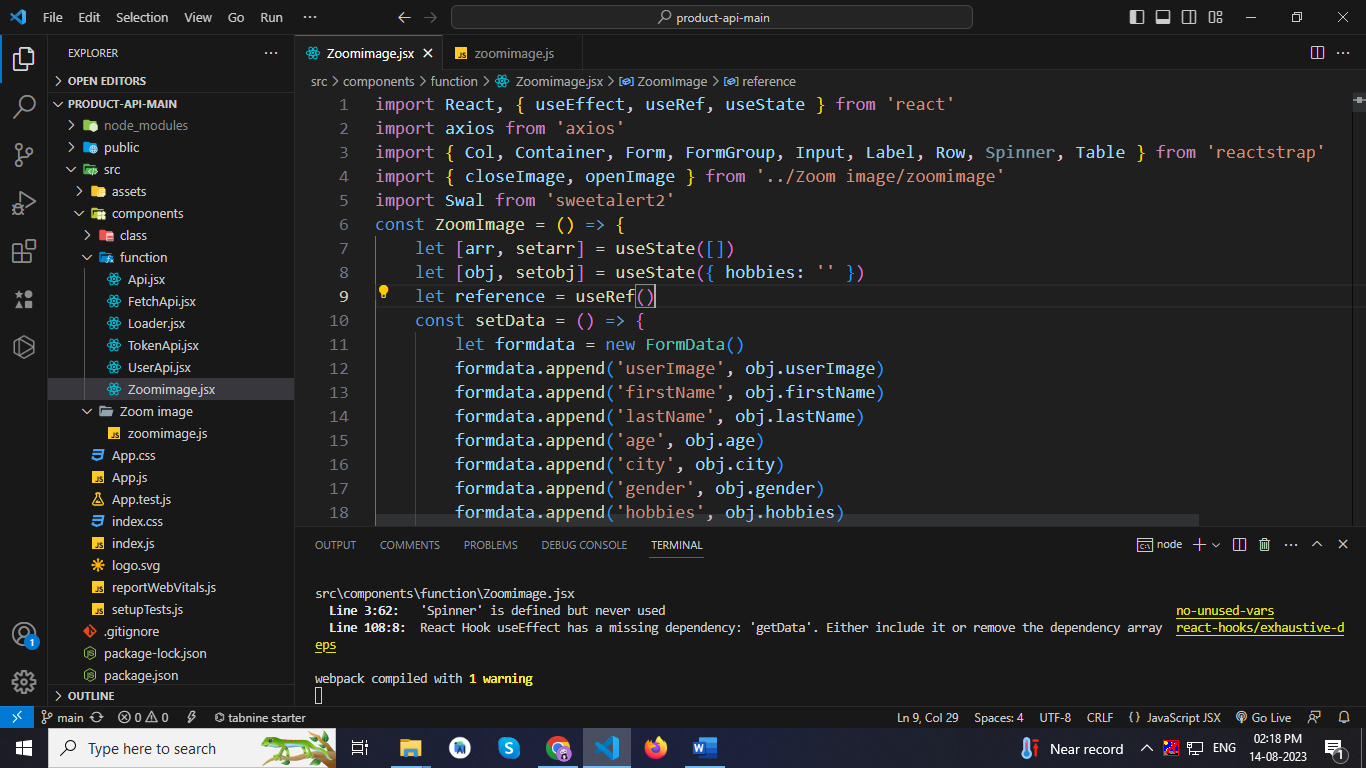 File Edit Selection View Go Run ··· product-api-main
EXPLORER ···
OPEN EDITORS
PRODUCT-API-MAIN
node_modules
public
src
assets
components
class
function
Api.jsx
FetchApi.jsx
Loader.jsx
TokenApi.jsx
UserApi.jsx
Zoomimage.jsx
Zoom image
JS zoomimage.js
App.css
JS App.js
App.test.js
index.css
JS index.js
logo.svg
JS reportWebVitals.js
JS setupTests.js
.gitignore
package-lock.json
package.json
OUTLINE
1
Zoomimage.jsx JS zoomimage.js ···
src > components > function > Zoomimage.jsx > ZoomImage > reference
1 import React, { useEffect, useRef, useState } from 'react'
2 import axios from 'axios'
3 import { Col, Container, Form, FormGroup, Input, Label, Row, Spinner, Table } from 'reactstrap'
4 import { closeImage, openImage } from '../Zoom image/zoomimage'
5 import Swal from 'sweetalert2'
6 const ZoomImage = () => {
7 let [arr, setarr] = useState([])
8 let [obj, setobj] = useState({ hobbies: '' })
9 let reference = useRef()
10 const setData = () => {
11 let formdata = new FormData()
12 formdata.append('userImage', obj.userImage)
13 formdata.append('firstName', obj.firstName)
14 formdata.append('lastName', obj.lastName)
15 formdata.append('age', obj.age)
16 formdata.append('city', obj.city)
17 formdata.append('gender', obj.gender)
18 formdata.append('hobbies', obj.hobbies)
OUTPUT COMMENTS PROBLEMS DEBUG CONSOLE TERMINAL node ···
src\components\function\Zoomimage.jsx
Line 3:62: 'Spinner' is defined but never used no-unused-vars
Line 108:8: React Hook useEffect has a missing dependency: 'getData'. Either include it or remove the dependency array react-hooks/exhaustive-d
eps
webpack compiled with 1 warning
main 0 0 tabnine starter Ln 9, Col 29 Spaces: 4 UTF-8 CRLF {} JavaScript JSX Go Live
Type here to search Near record ENG 02:18 PM
14-08-2023 1